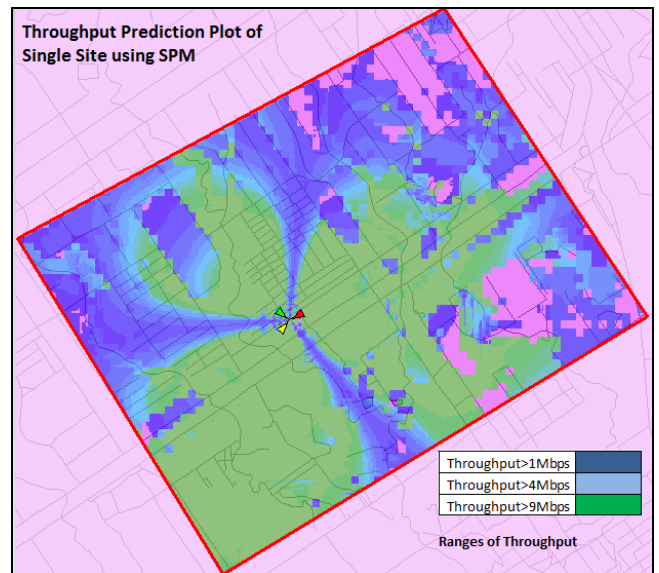 Throughput Prediction Plot of
Single Site using SPM
Throughput>1Mbps
Throughput>4Mbps
Throughput>9Mbps
Ranges of Throughput